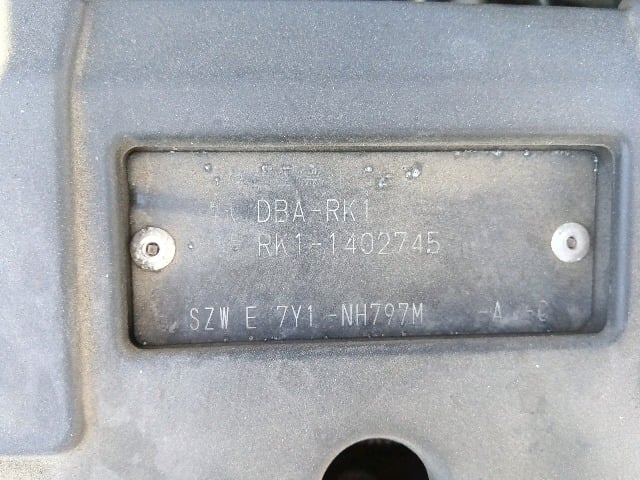 DBA-RK1
RK1-1402745
SZW E 7Y1 -NH797M -A -C